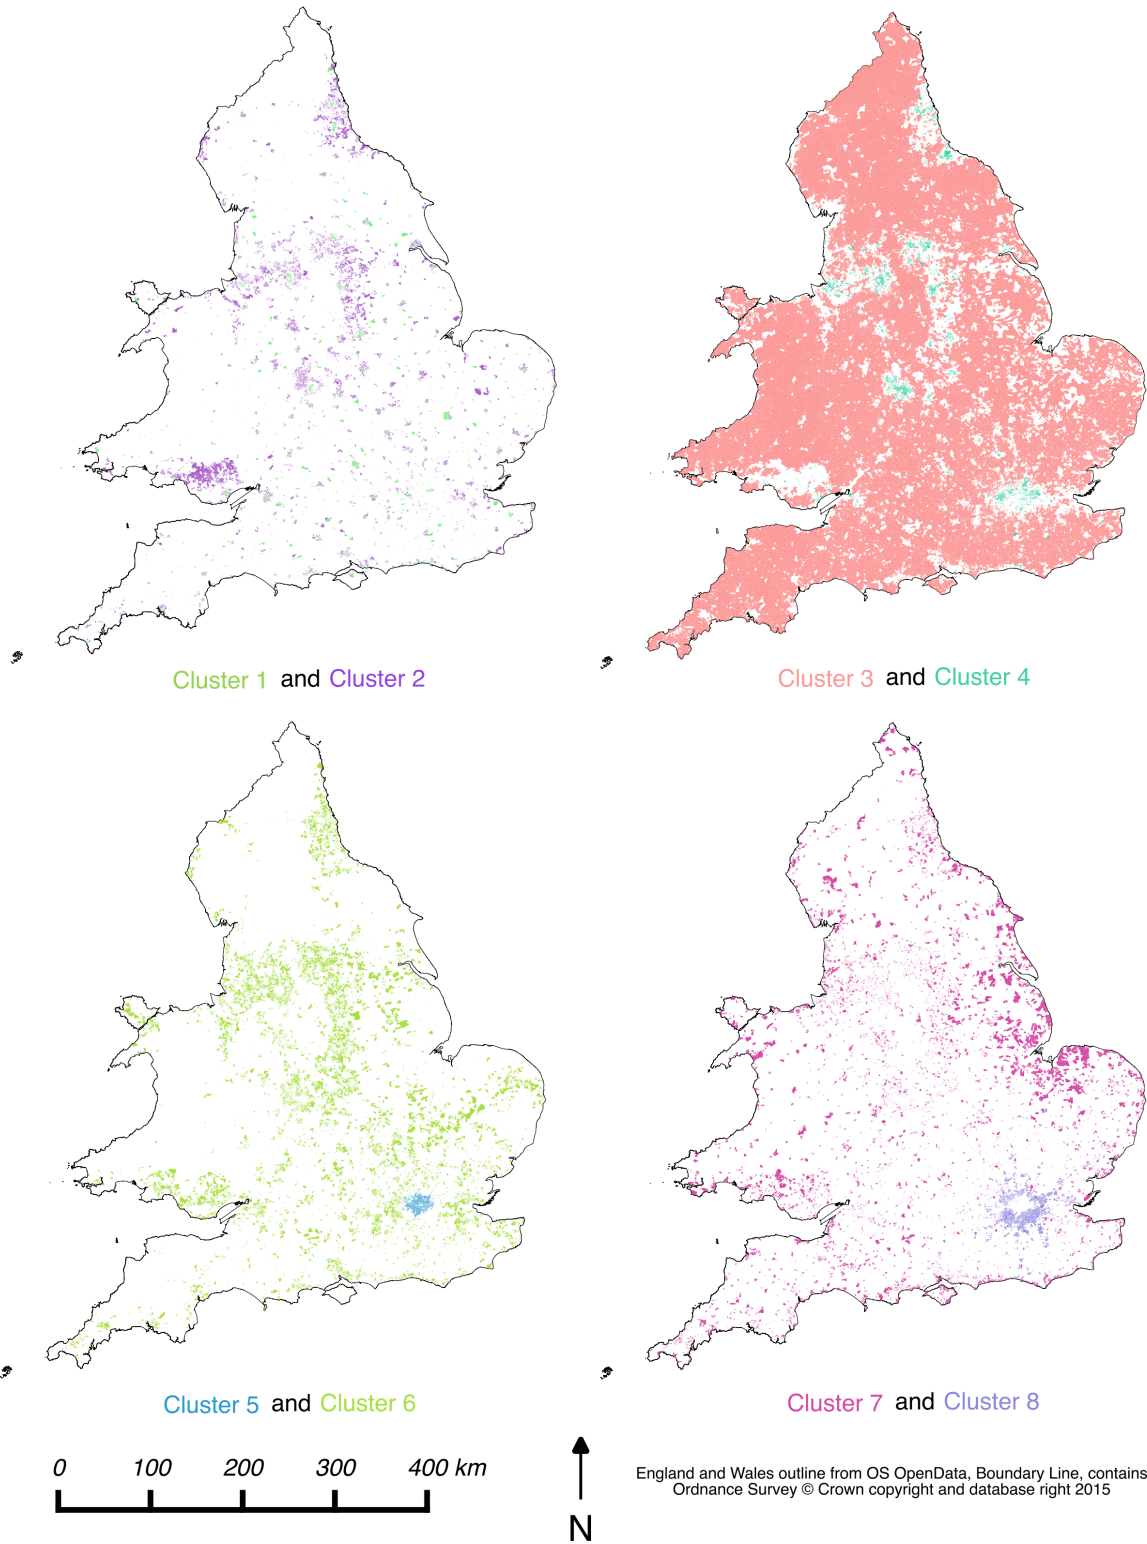 Cluster 1 and Cluster 2
Cluster 3 and Cluster 4
Cluster 5 and Cluster 6
Cluster 7 and Cluster 8
0 100 200 300 400 km
N
England and Wales outline from OS OpenData, Boundary Line, contains
Ordnance Survey © Crown copyright and database right 2015